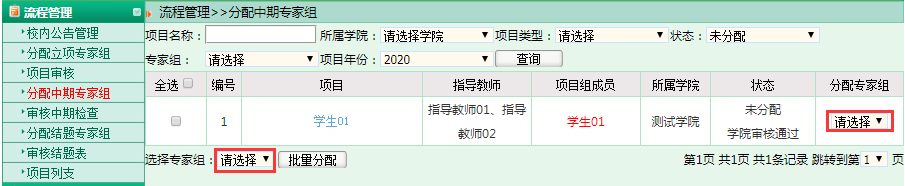 流程管理
校内公告管理
分配立项专家组
项目审核
分配中期专家组
审核中期检查
分配结题专家组
审核结题表
项目列支
流程管理>>分配中期专家组
项目名称： 所属学院： 请选择学院 项目类型： 请选择 状态： 未分配
专家组： 请选择 项目年份： 2020 查询
全选 编号 项目 指导教师 项目组成员 所属学院 状态 分配专家组
1 学生01 指导教师01、指导教师02 学生01 测试学院 未分配 学院审核通过 请选择
选择专家组： 请选择 批量分配 第1页 共1页 共1条记录 跳转到第 1 页